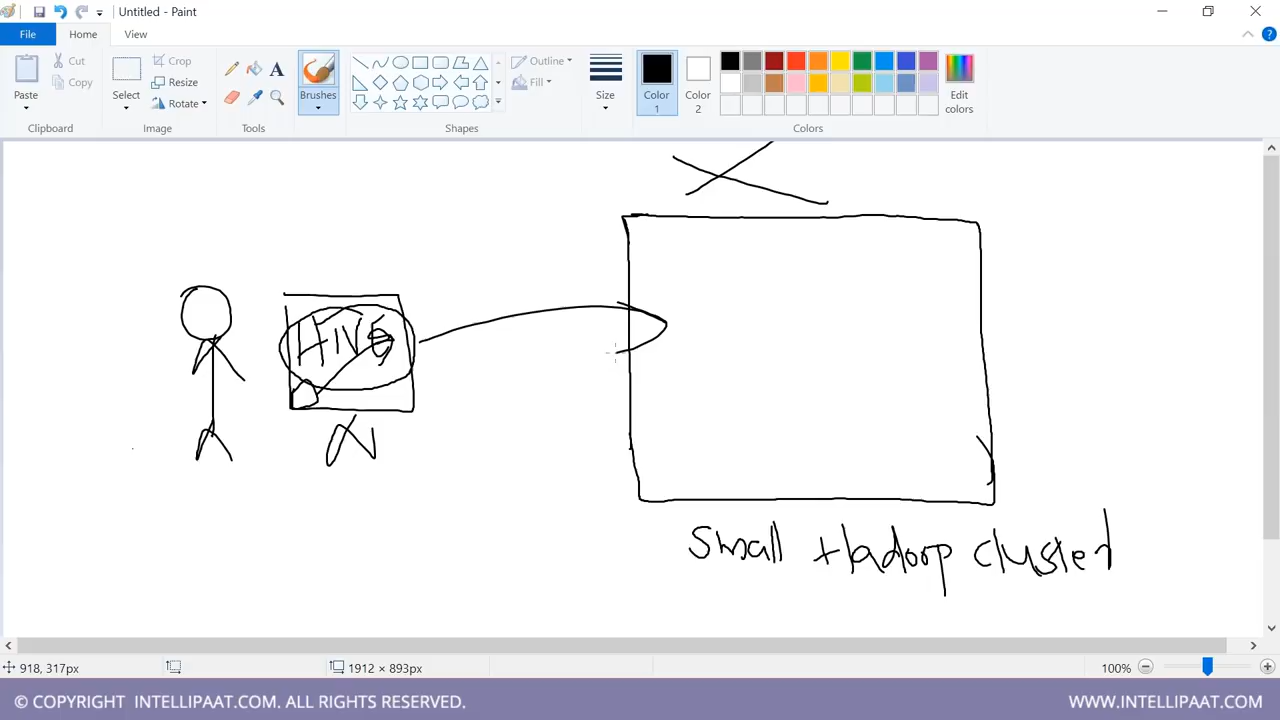 Untitled - Paint
File Home View
Paste
Cut
Copy
Clipboard
Select
Crop
Resize
Rotate
Image
Tools
Brushes
Shapes
Outline
Fill
Size
Color 1
Color 2
Edit colors
Colors
HIVE
Small Hadoop cluster
918, 317px
1912 × 893px
100%
© COPYRIGHT INTELLIPAAT.COM. ALL RIGHTS RESERVED.
WWW.INTELLIPAAT.COM